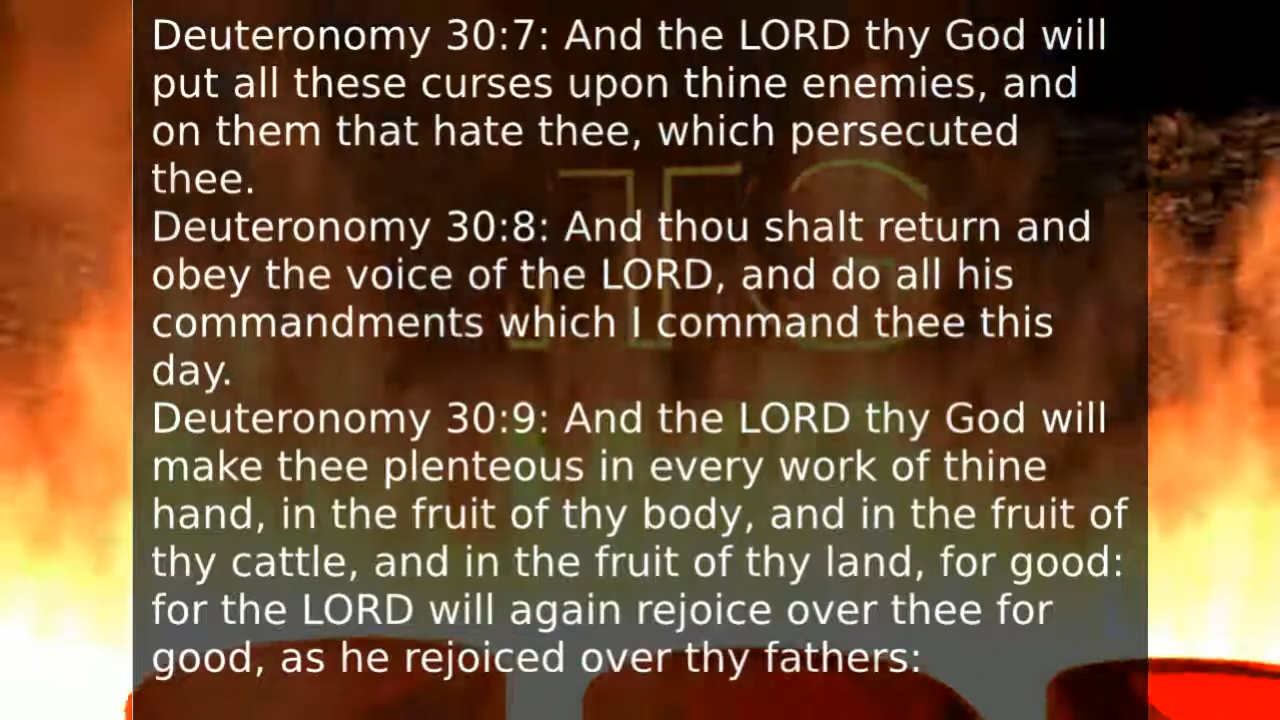 Deuteronomy 30:7: And the LORD thy God will
put all these curses upon thine enemies, and
on them that hate thee, which persecuted
thee.
Deuteronomy 30:8: And thou shalt return and
obey the voice of the LORD, and do all his
commandments which I command thee this
day.
Deuteronomy 30:9: And the LORD thy God will
make thee plenteous in every work of thine
hand, in the fruit of thy body, and in the fruit of
thy cattle, and in the fruit of thy land, for good:
for the LORD will again rejoice over thee for
good, as he rejoiced over thy fathers: